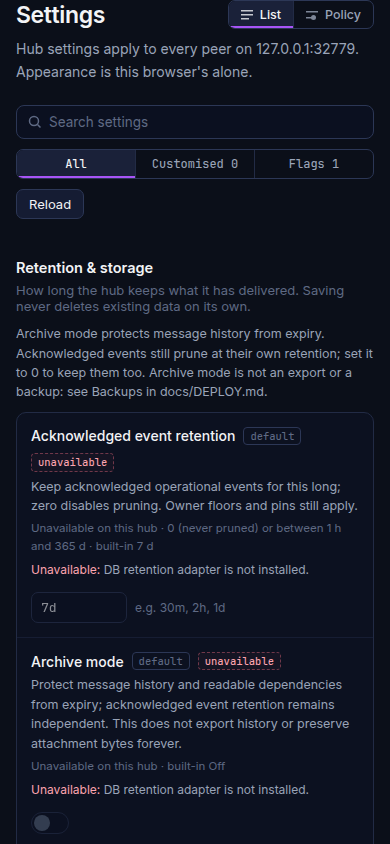 Settings
List
Policy
Hub settings apply to every peer on 127.0.0.1:32779.
Appearance is this browser's alone.
Search settings
All
Customised 0
Flags 1
Reload
Retention & storage
How long the hub keeps what it has delivered. Saving
never deletes existing data on its own.
Archive mode protects message history from expiry.
Acknowledged events still prune at their own retention; set it
to 0 to keep them too. Archive mode is not an export or a
backup: see Backups in docs/DEPLOY.md.
Acknowledged event retention default
unavailable
Keep acknowledged operational events for this long;
zero disables pruning. Owner floors and pins still apply.
Unavailable on this hub · 0 (never pruned) or between 1 h
and 365 d · built-in 7 d
Unavailable: DB retention adapter is not installed.
7d
e.g. 30m, 2h, 1d
Archive mode default unavailable
Protect message history and readable dependencies
from expiry; acknowledged event retention remains
independent. This does not export history or preserve
attachment bytes forever.
Unavailable on this hub · built-in Off
Unavailable: DB retention adapter is not installed.